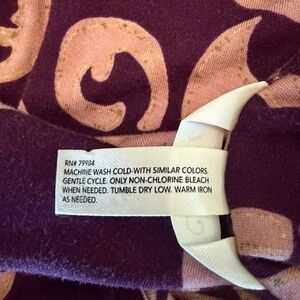 RN# 79984
MACHINE WASH COLD-WITH SIMILAR COLORS.
GENTLE CYCLE. ONLY NON-CHLORINE BLEACH
WHEN NEEDED. TUMBLE DRY LOW. WARM IRON
AS NEEDED.